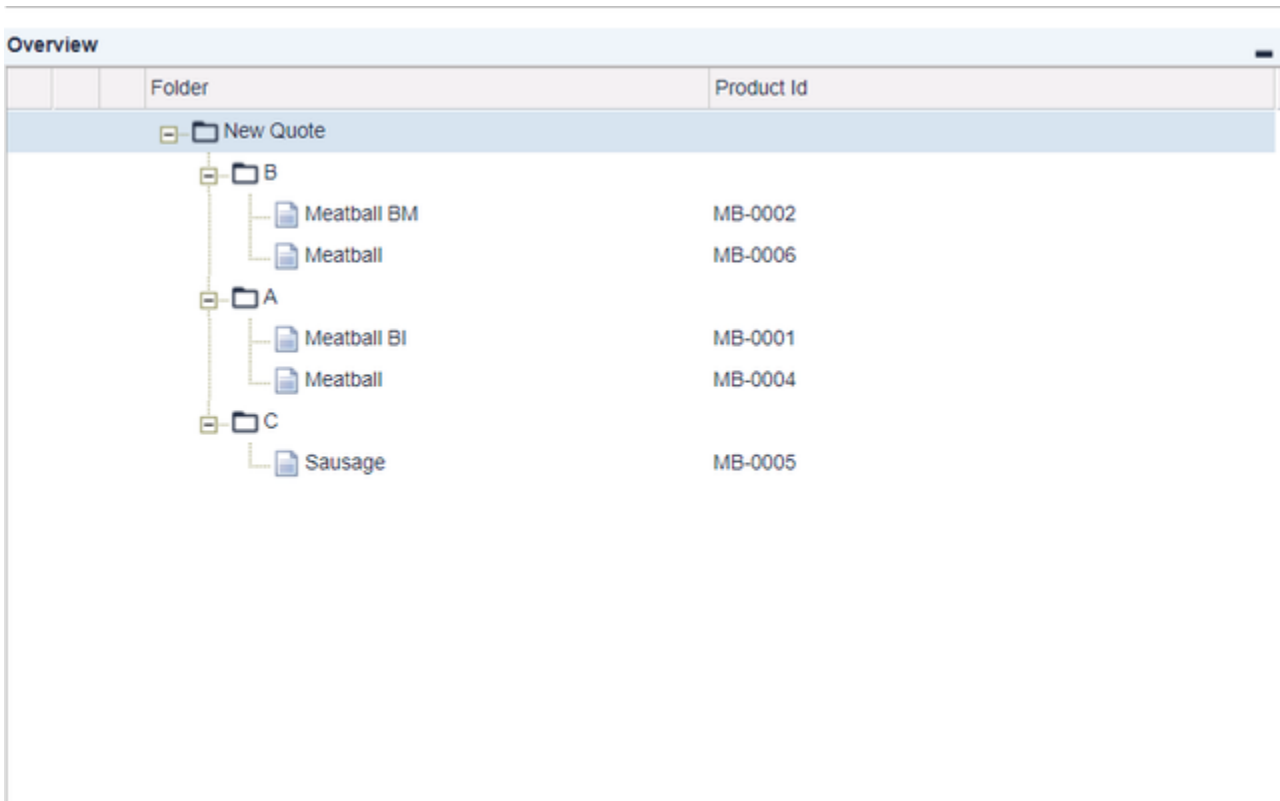 Overview
Folder Product Id
New Quote
B
Meatball BM MB-0002
Meatball MB-0006
A
Meatball BI MB-0001
Meatball MB-0004
C
Sausage MB-0005